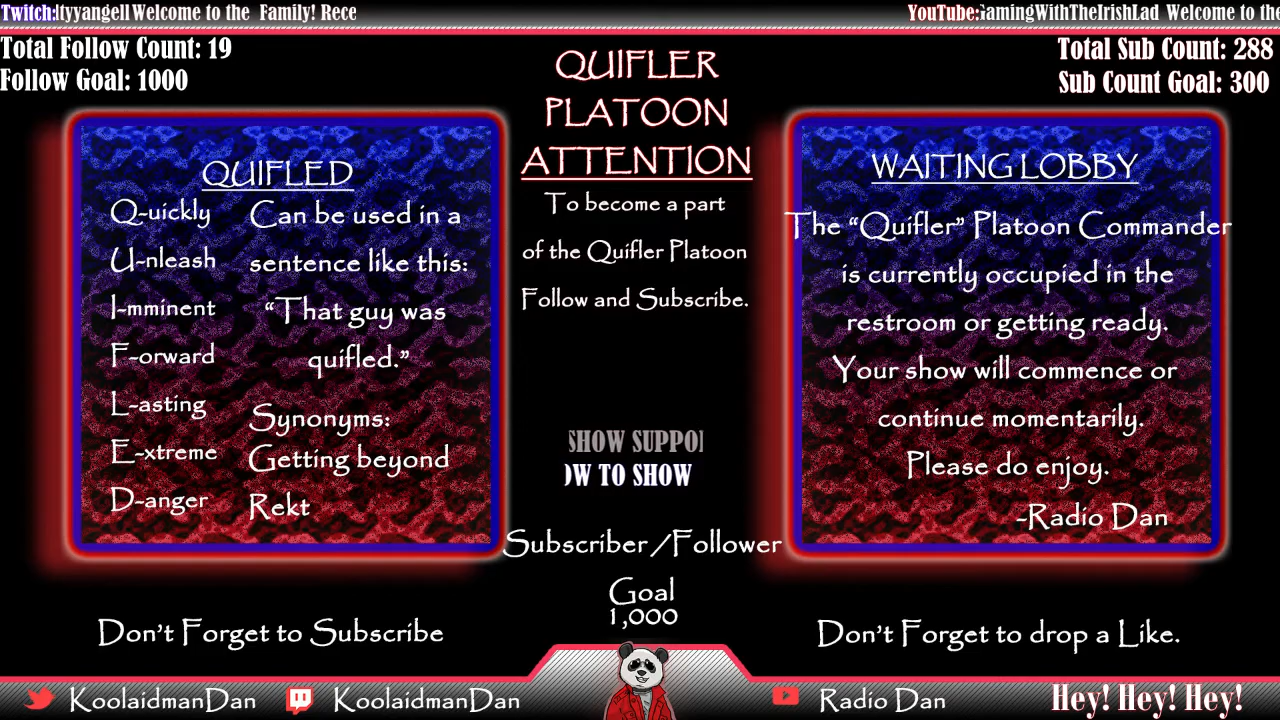 Twitch:ltyyangell Welcome to the Family! Rece
YouTube:GamingWithTheIrishLad Welcome to the
Total Follow Count: 19
Follow Goal: 1000
Total Sub Count: 288
Sub Count Goal: 300
QUIFLER
PLATOON
ATTENTION
To become a part
of the Quifler Platoon
Follow and Subscribe.
QUIFLED
Q-uickly
U-nleash
I-mminent
F-orward
L-asting
E-xtreme
D-anger
Can be used in a
sentence like this:
“That guy was
quifled.”
Synonyms:
Getting beyond
Rekt
WAITING LOBBY
The “Quifler” Platoon Commander
is currently occupied in the
restroom or getting ready.
Your show will commence or
continue momentarily.
Please do enjoy.
-Radio Dan
SHOW SUPPO
OW TO SHOW
Subscriber/Follower
Goal
1,000
Don’t Forget to Subscribe
Don’t Forget to drop a Like.
KoolaidmanDan
KoolaidmanDan
Radio Dan
Hey! Hey! Hey!